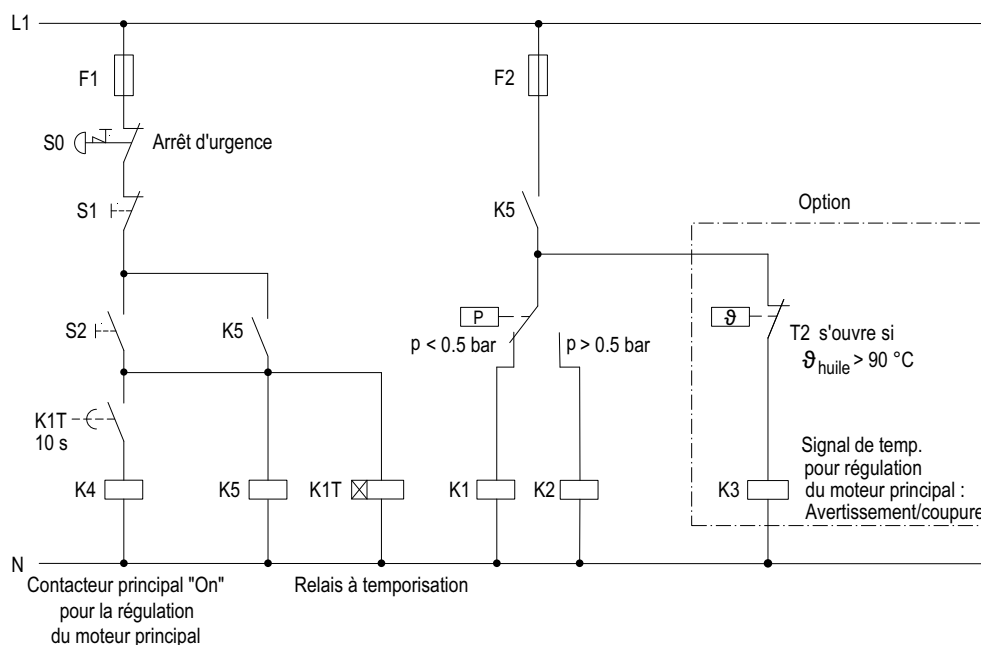 L1
F1
F2
S0
Arrêt d'urgence
S1
K5
Option
S2
K5
P
ϑ
p < 0.5 bar
p > 0.5 bar
T2 s'ouvre si
ϑhuile > 90 °C
K1T
10 s
Signal de temp.
pour régulation
du moteur principal :
Avertissement/coupure
K4
K5
K1T
K1
K2
K3
N
Contacteur principal "On"
pour la régulation
du moteur principal
Relais à temporisation